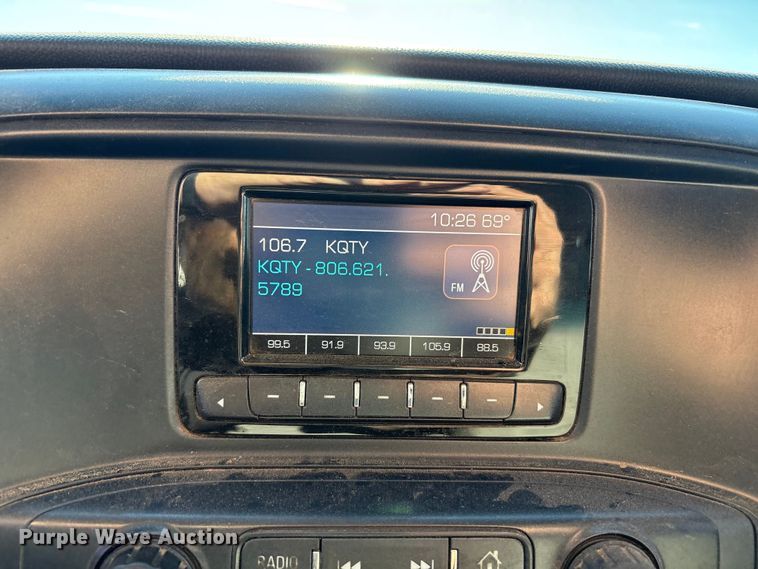 10:26 69°
106.7 KQTY
KQTY - 806.621.
5789
FM
99.5 91.9 93.9 105.9 88.5
RADIO
Purple Wave Auction